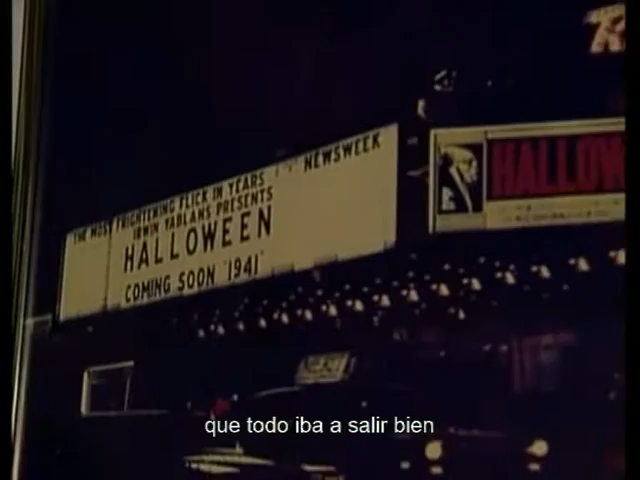 NEWSWEEK
THE MOST FRIGHTENING FLICK IN YEARS
IRWIN YABLANS PRESENTS
HALLOWEEN
COMING SOON '1941'
HALLOW
que todo iba a salir bien